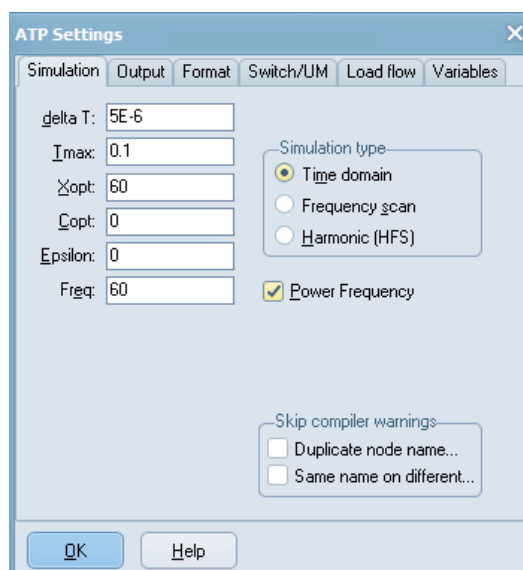 ATP Settings
Simulation Output Format Switch/UM Load flow Variables
delta T: 5E-6
Tmax: 0.1
Xopt: 60
Copt: 0
Epsilon: 0
Freq: 60
Simulation type
Time domain
Frequency scan
Harmonic (HFS)
Power Frequency
Skip compiler warnings
Duplicate node name...
Same name on different...
OK Help